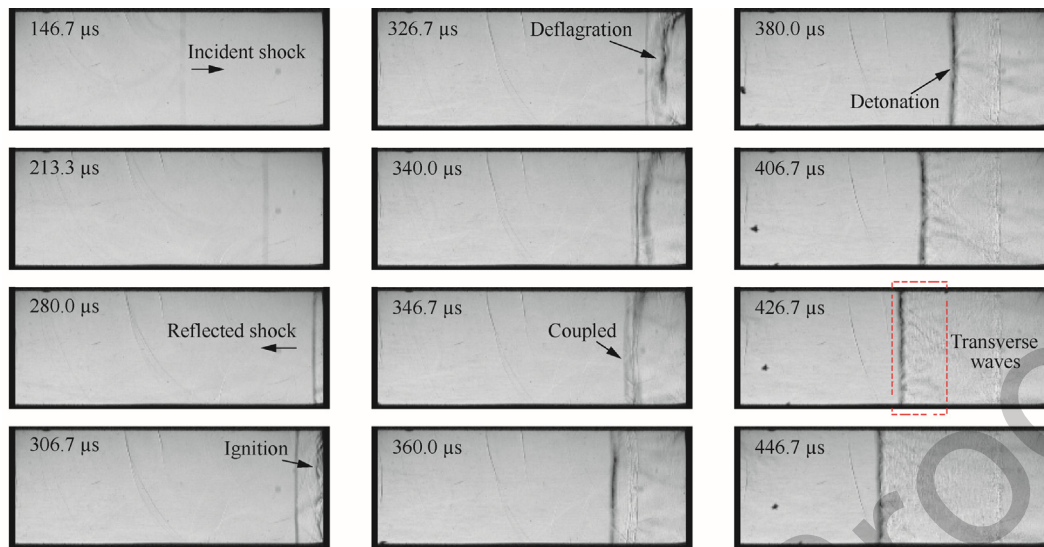 146.7 µs
Incident shock
213.3 µs
280.0 µs
Reflected shock
306.7 µs
Ignition
326.7 µs
Deflagration
340.0 µs
346.7 µs
Coupled
360.0 µs
380.0 µs
Detonation
406.7 µs
426.7 µs
Transverse
waves
446.7 µs